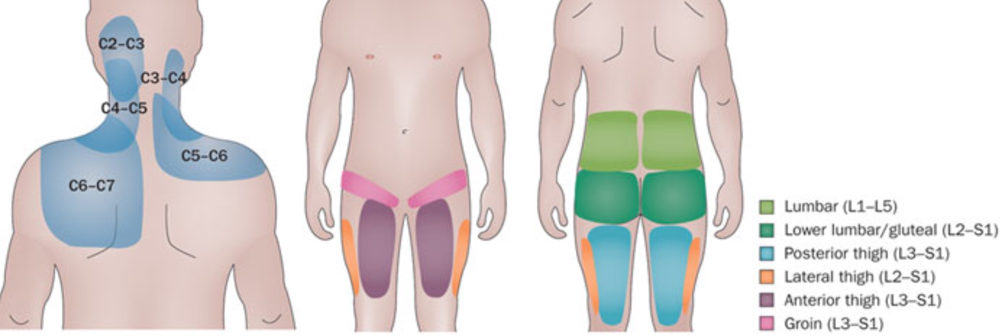 C2–C3
C3–C4
C4–C5
C5–C6
C6–C7
Lumbar (L1–L5)
Lower lumbar/gluteal (L2–S1)
Posterior thigh (L3–S1)
Lateral thigh (L2–S1)
Anterior thigh (L3–S1)
Groin (L3–S1)